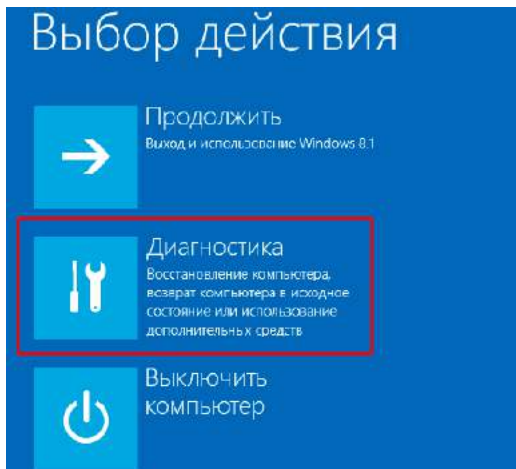 Выбор действия
Продолжить
Выход и использование Windows 8.1
Диагностика
Восстановление компьютера,
возврат компьютера в исходное
состояние или использование
дополнительных средств
Выключить
компьютер